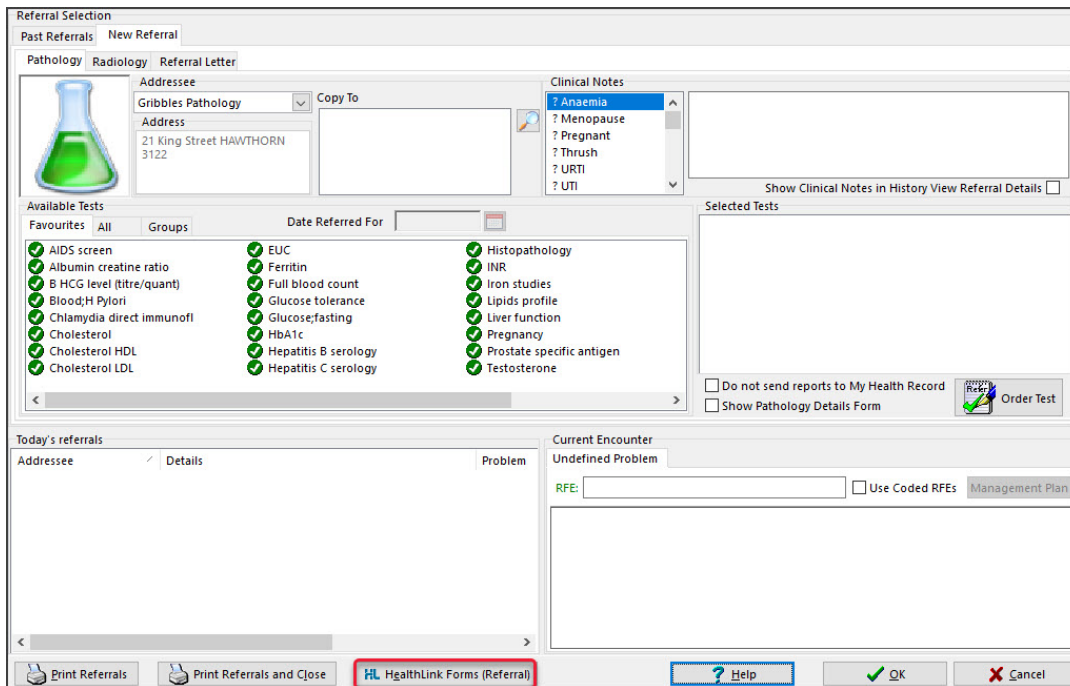 Referral Selection
Past Referrals New Referral
Pathology Radiology Referral Letter
Addressee
Gribbles Pathology
Address
21 King Street HAWTHORN
3122
Copy To
Clinical Notes
? Anaemia
? Menopause
? Pregnant
? Thrush
? URTI
? UTI
Show Clinical Notes in History View Referral Details
Available Tests
Favourites All Groups
Date Referred For
AIDS screen
Albumin creatine ratio
B HCG level (titre/quant)
Blood;H Pylori
Chlamydia direct immunofl
Cholesterol
Cholesterol HDL
Cholesterol LDL
EUC
Ferritin
Full blood count
Glucose tolerance
Glucose;fasting
HbA1c
Hepatitis B serology
Hepatitis C serology
Histopathology
INR
Iron studies
Lipids profile
Liver function
Pregnancy
Prostate specific antigen
Testosterone
Selected Tests
Do not send reports to My Health Record
Show Pathology Details Form
Refer
Order Test
Today's referrals
Addressee Details Problem
Current Encounter
Undefined Problem
RFE: Use Coded RFEs Management Plan
Print Referrals Print Referrals and Close HL HealthLink Forms (Referral) ? Help OK Cancel